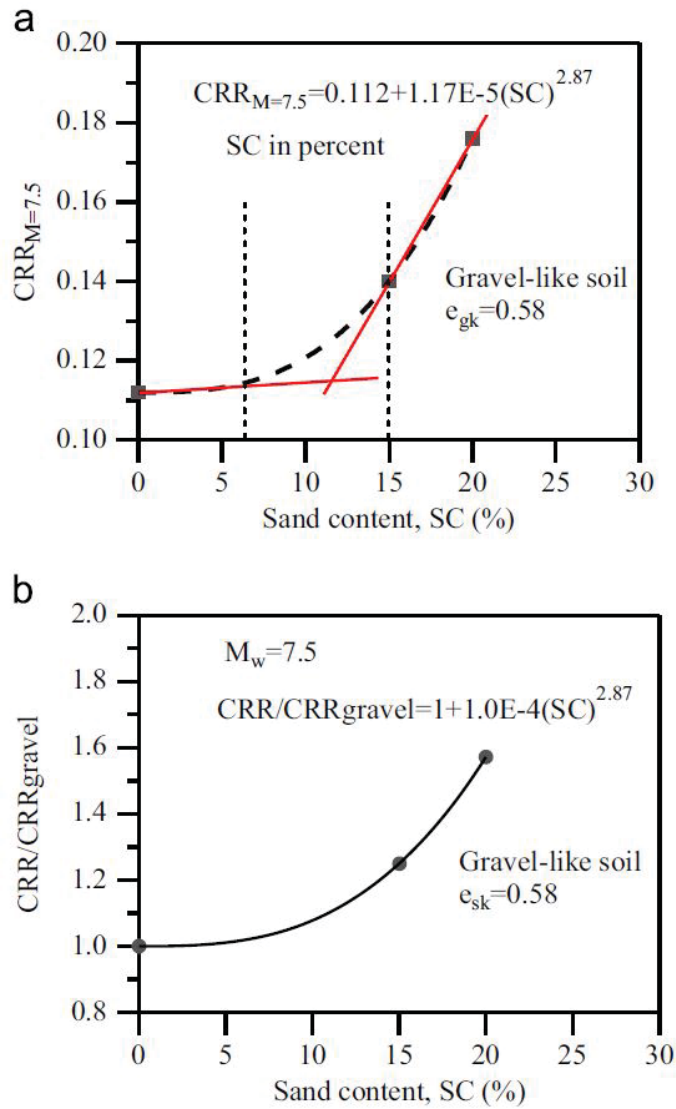 a
0.20
CRR_M=7.5=0.112+1.17E-5(SC)^2.87
0.18
SC in percent
0.16
CRR_M=7.5
0.14
Gravel-like soil
e_gk=0.58
0.12
0.10
0 5 10 15 20 25 30
Sand content, SC (%)
b
2.0
M_w=7.5
1.8
CRR/CRRgravel=1+1.0E-4(SC)^2.87
1.6
CRR/CRRgravel
1.4
Gravel-like soil
1.2
e_sk=0.58
1.0
0.8
0 5 10 15 20 25 30
Sand content, SC (%)